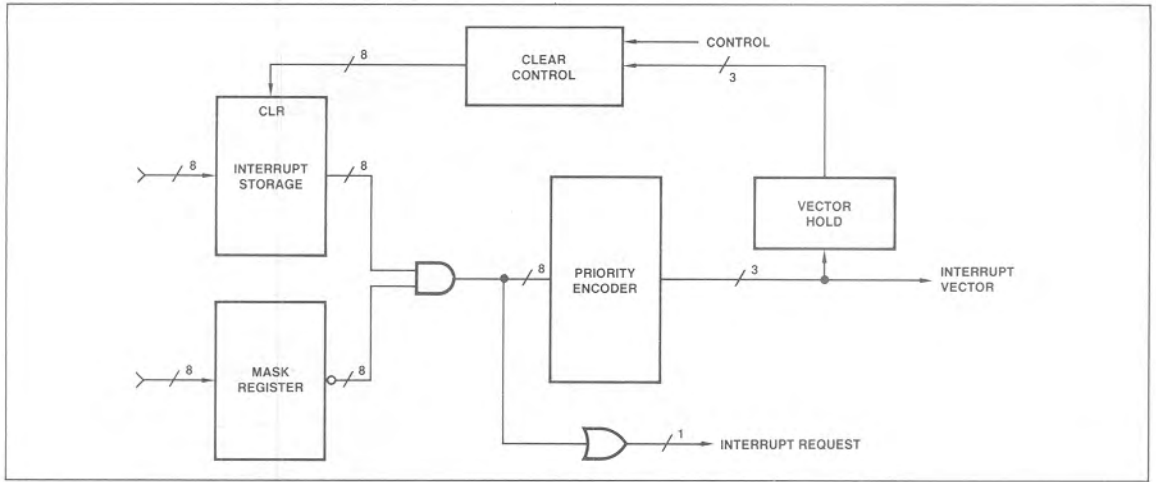 CONTROL
8
CLEAR
CONTROL
3
CLR
8
INTERRUPT
STORAGE
8
VECTOR
HOLD
8
PRIORITY
ENCODER
3
INTERRUPT
VECTOR
8
MASK
REGISTER
8
1
INTERRUPT REQUEST